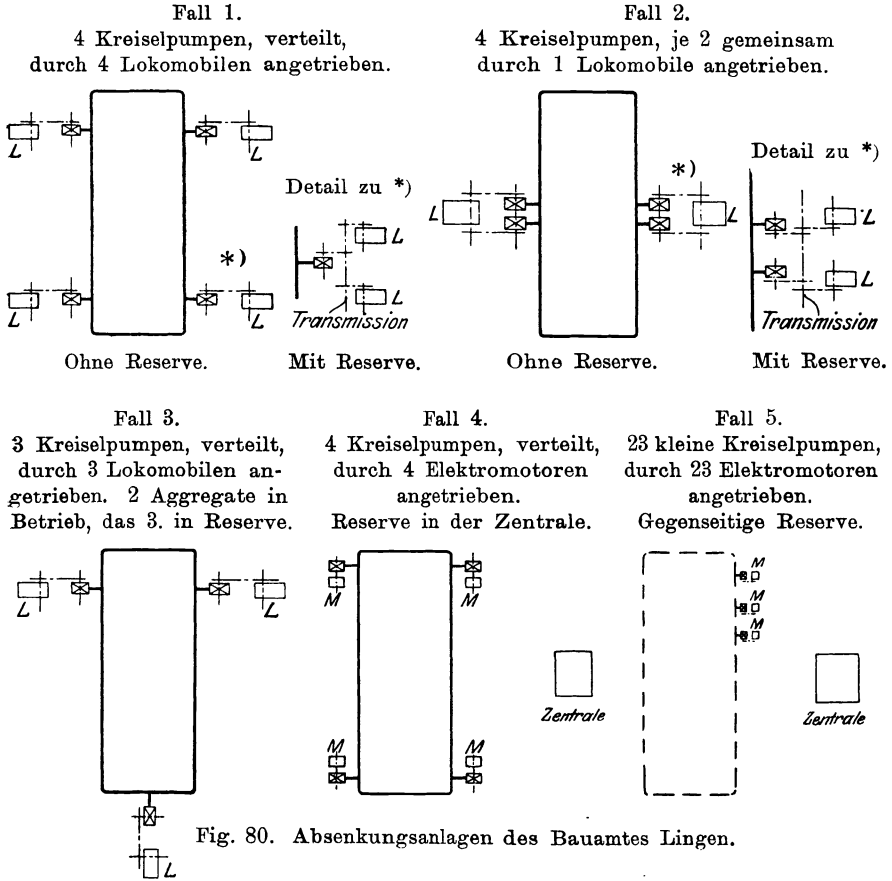 Fall 1.
4 Kreiselpumpen, verteilt,
durch 4 Lokomobilen angetrieben.
L
L
L
L
*)
Detail zu *)
L
L
Transmission
Ohne Reserve.
Mit Reserve.
Fall 2.
4 Kreiselpumpen, je 2 gemeinsam
durch 1 Lokomobile angetrieben.
L
*)
L
Detail zu *)
L
L
Transmission
Ohne Reserve.
Mit Reserve.
Fall 3.
3 Kreiselpumpen, verteilt,
durch 3 Lokomobilen an-
getrieben. 2 Aggregate in
Betrieb, das 3. in Reserve.
L
L
L
Fall 4.
4 Kreiselpumpen, verteilt,
durch 4 Elektromotoren
angetrieben.
Reserve in der Zentrale.
M
M
M
M
Zentrale
Fall 5.
23 kleine Kreiselpumpen,
durch 23 Elektromotoren
angetrieben.
Gegenseitige Reserve.
M
M
M
Zentrale
Fig. 80. Absenkungsanlagen des Bauamtes Lingen.